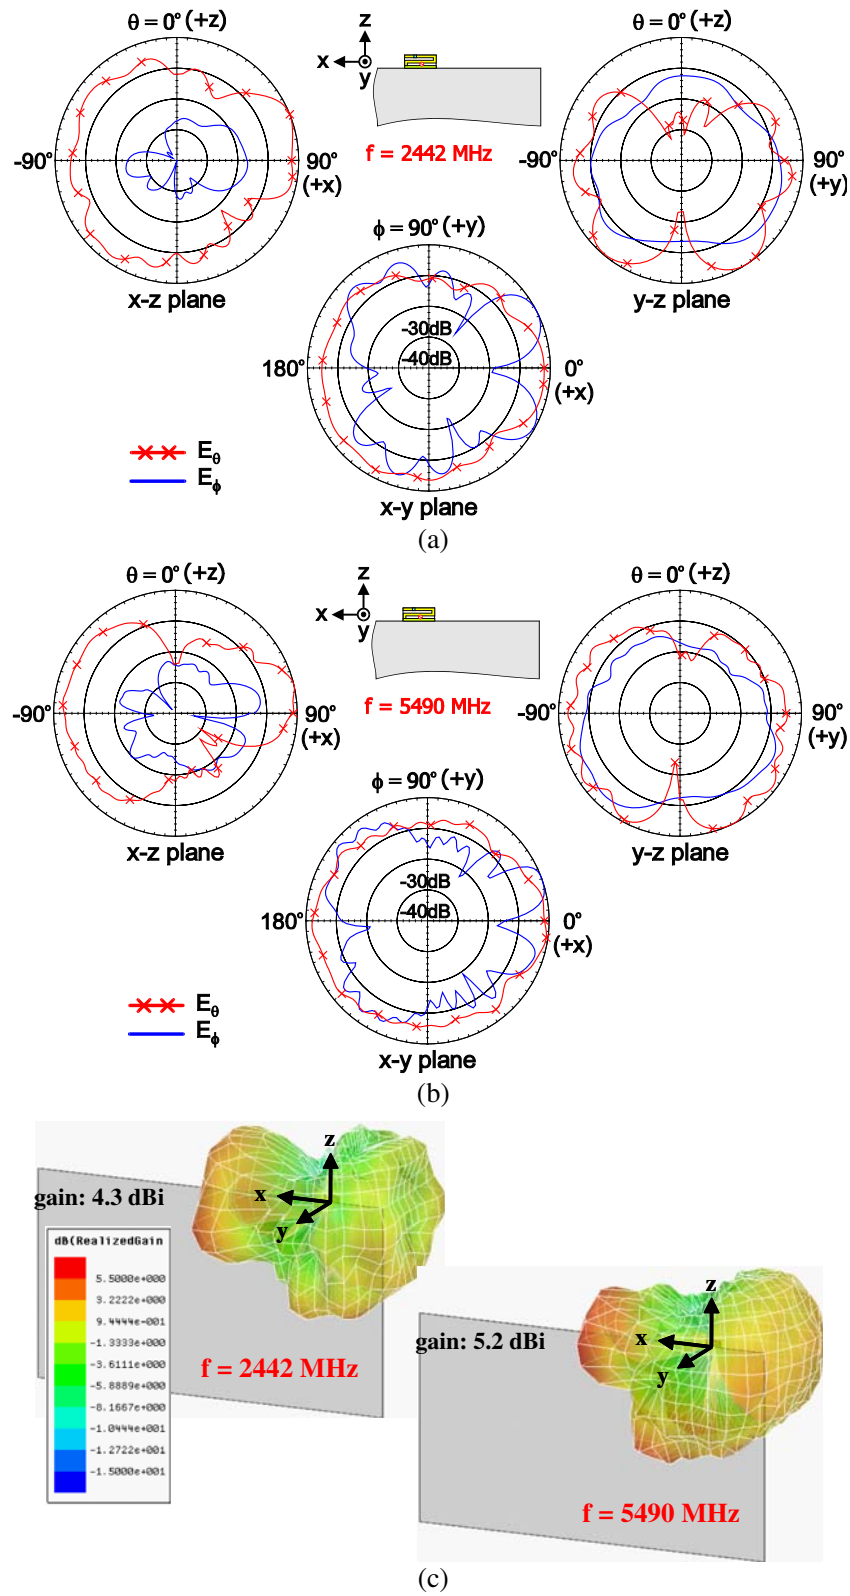 θ = 0° (+z)
z
x
y
f = 2442 MHz
θ = 0° (+z)
-90°
90°
(+x)
x-z plane
-90°
90°
(+y)
y-z plane
ϕ = 90° (+y)
-30dB
-40dB
180°
0°
(+x)
x-y plane
Eθ
Eϕ
(a)
θ = 0° (+z)
z
x
y
f = 5490 MHz
θ = 0° (+z)
-90°
90°
(+x)
x-z plane
-90°
90°
(+y)
y-z plane
ϕ = 90° (+y)
-30dB
-40dB
180°
0°
(+x)
x-y plane
Eθ
Eϕ
(b)
z
x
y
gain: 4.3 dBi
dB(RealizedGain
5.5000e+000
3.2222e+000
9.4444e-001
-1.3333e+000
-3.6111e+000
-5.8889e+000
-8.1667e+000
-1.0444e+001
-1.2722e+001
-1.5000e+001
f = 2442 MHz
z
x
y
gain: 5.2 dBi
f = 5490 MHz
(c)